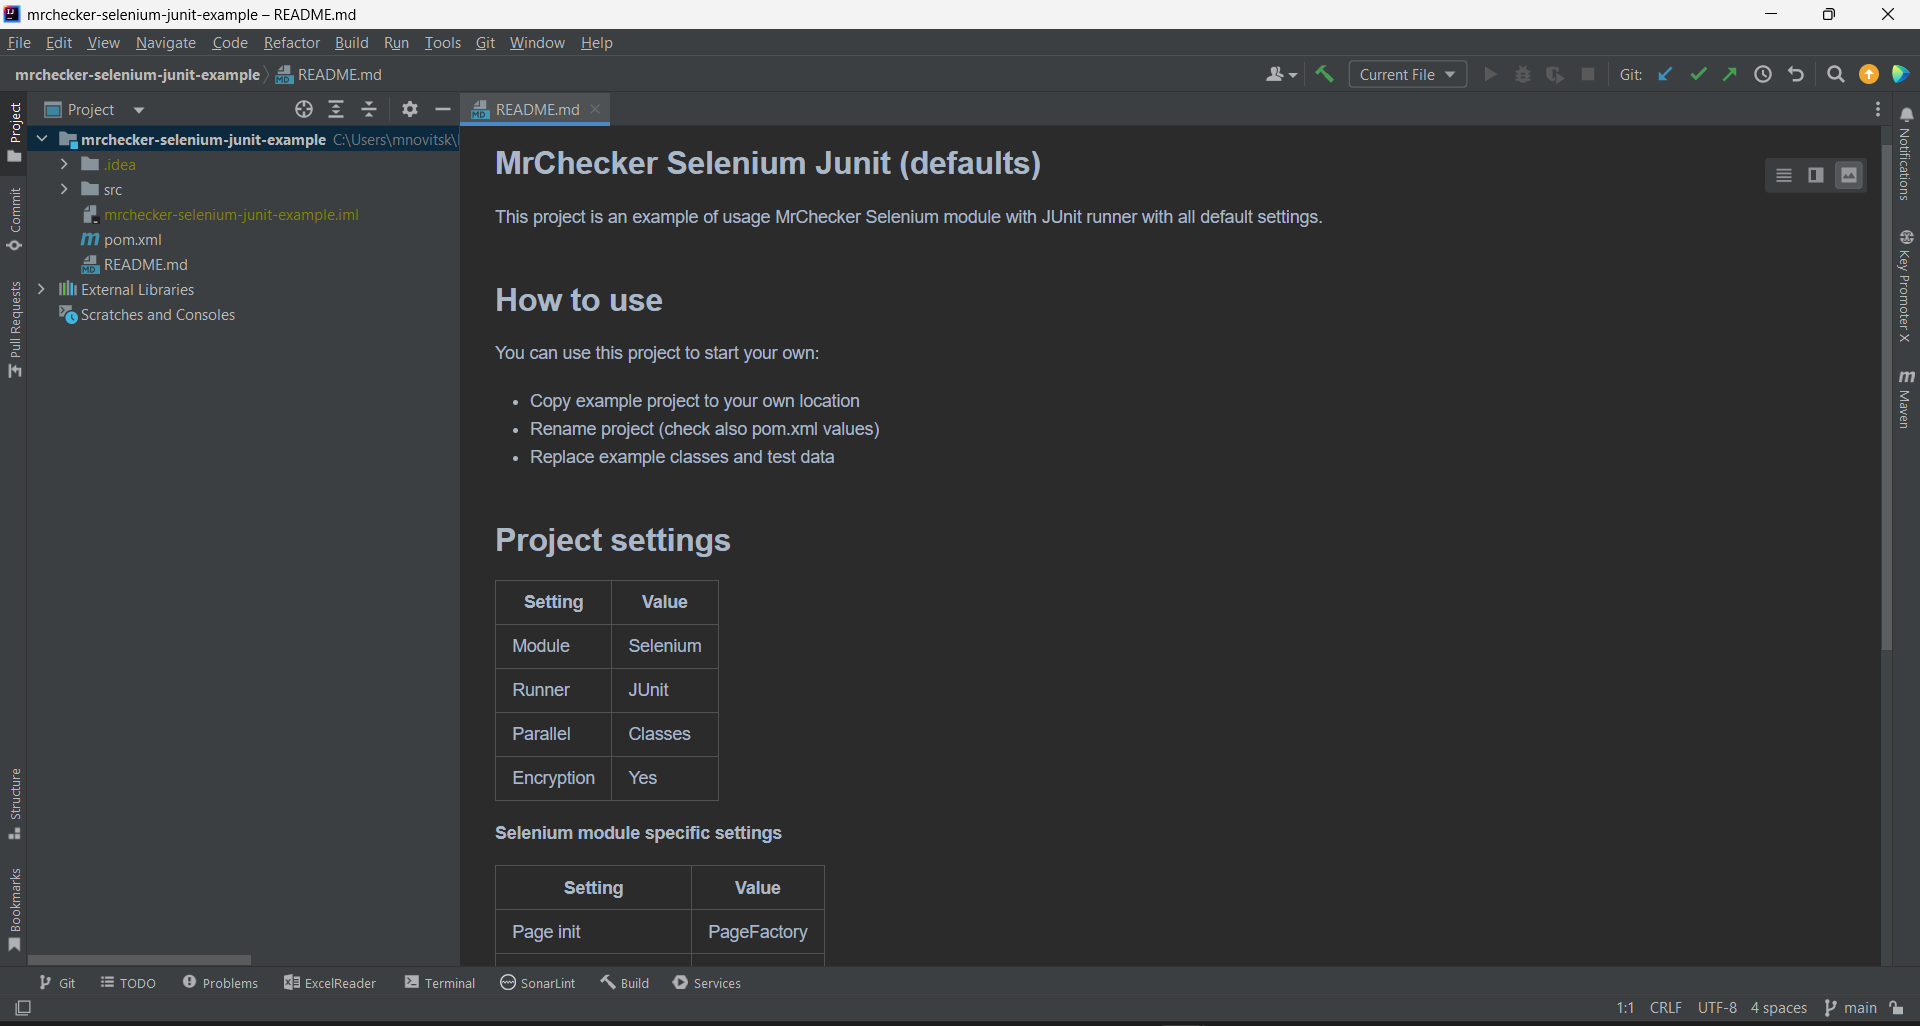 mrchecker-selenium-junit-example – README.md
File Edit View Navigate Code Refactor Build Run Tools Git Window Help
mrchecker-selenium-junit-example README.md Current File Git:
Project README.md
mrchecker-selenium-junit-example C:\Users\mnovitsk\
.idea
src
mrchecker-selenium-junit-example.iml
pom.xml
README.md
External Libraries
Scratches and Consoles
Project
Commit
Pull Requests
Structure
Bookmarks
MrChecker Selenium Junit (defaults)
This project is an example of usage MrChecker Selenium module with JUnit runner with all default settings.
How to use
You can use this project to start your own:
• Copy example project to your own location
• Rename project (check also pom.xml values)
• Replace example classes and test data
Project settings
Setting Value
Module Selenium
Runner JUnit
Parallel Classes
Encryption Yes
Selenium module specific settings
Setting Value
Page init PageFactory
Notifications
Key Promoter X
Maven
Git TODO Problems ExcelReader Terminal SonarLint Build Services
1:1 CRLF UTF-8 4 spaces main